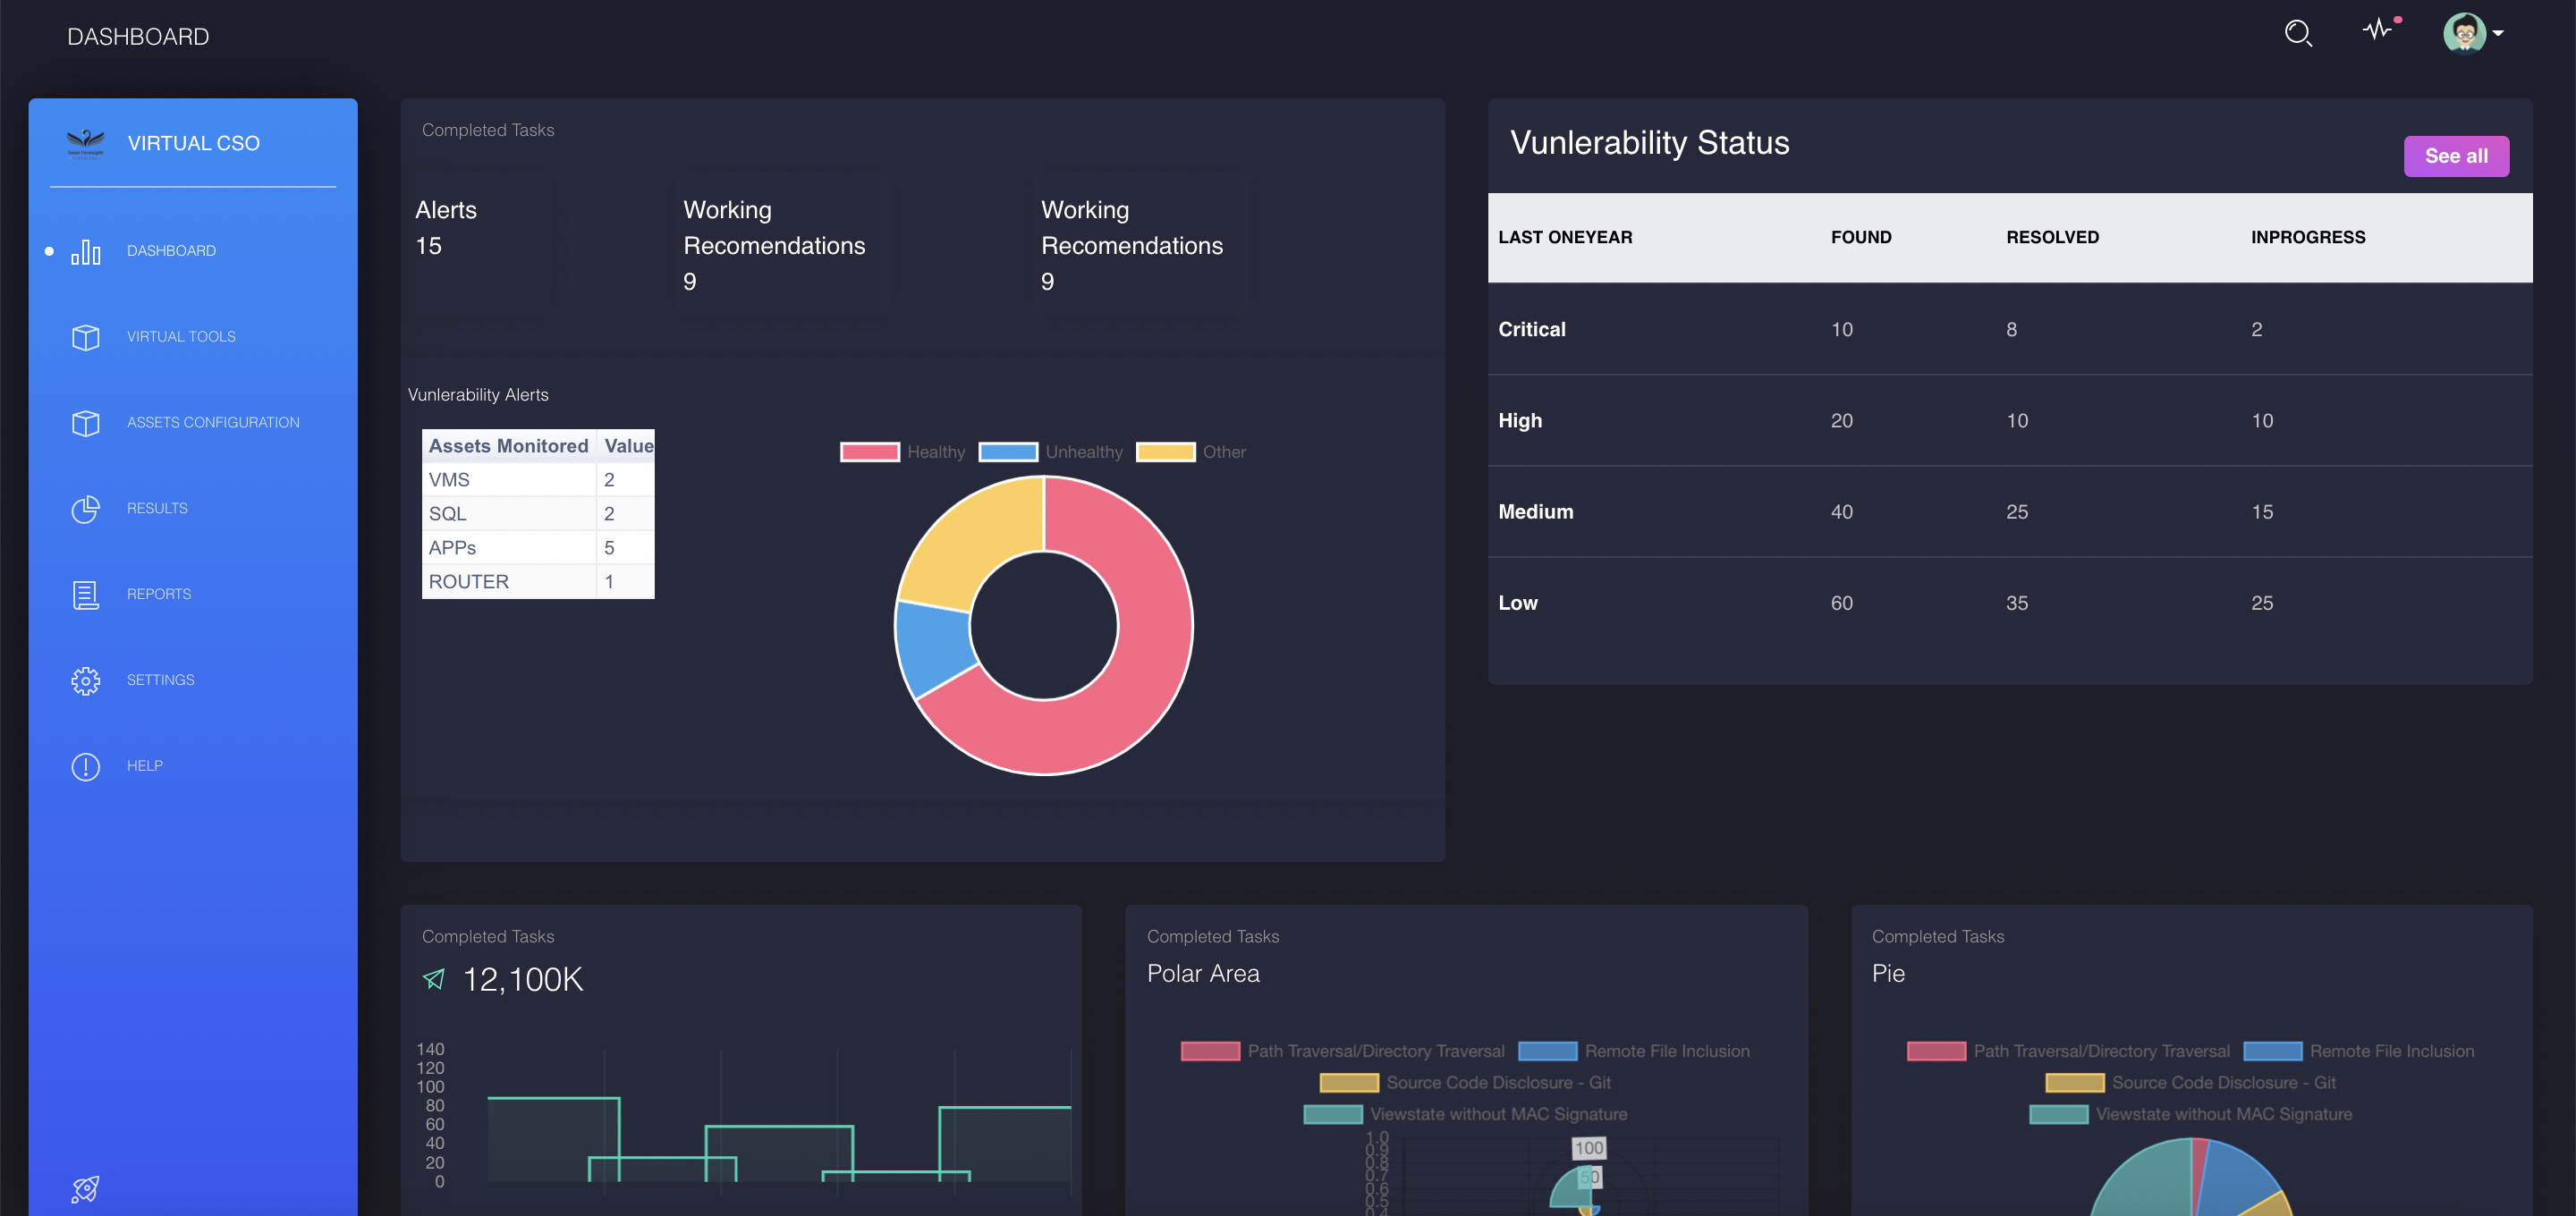 DASHBOARD
VIRTUAL CSO
DASHBOARD
VIRTUAL TOOLS
ASSETS CONFIGURATION
RESULTS
REPORTS
SETTINGS
HELP
Completed Tasks
Alerts
15
Working
Recomendations
9
Working
Recomendations
9
Vunlerability Alerts
Assets Monitored Value
VMS 2
SQL 2
APPs 5
ROUTER 1
Healthy Unhealthy Other
Vunlerability Status
See all
LAST ONEYEAR FOUND RESOLVED INPROGRESS
Critical 10 8 2
High 20 10 10
Medium 40 25 15
Low 60 35 25
Completed Tasks
12,100K
140
120
100
80
60
40
20
0
Completed Tasks
Polar Area
Path Traversal/Directory Traversal Remote File Inclusion
Source Code Disclosure - Git
Viewstate without MAC Signature
1.0
0.9
0.8
0.7
0.6
0.5
0.4
100
50
Completed Tasks
Pie
Path Traversal/Directory Traversal Remote File Inclusion
Source Code Disclosure - Git
Viewstate without MAC Signature